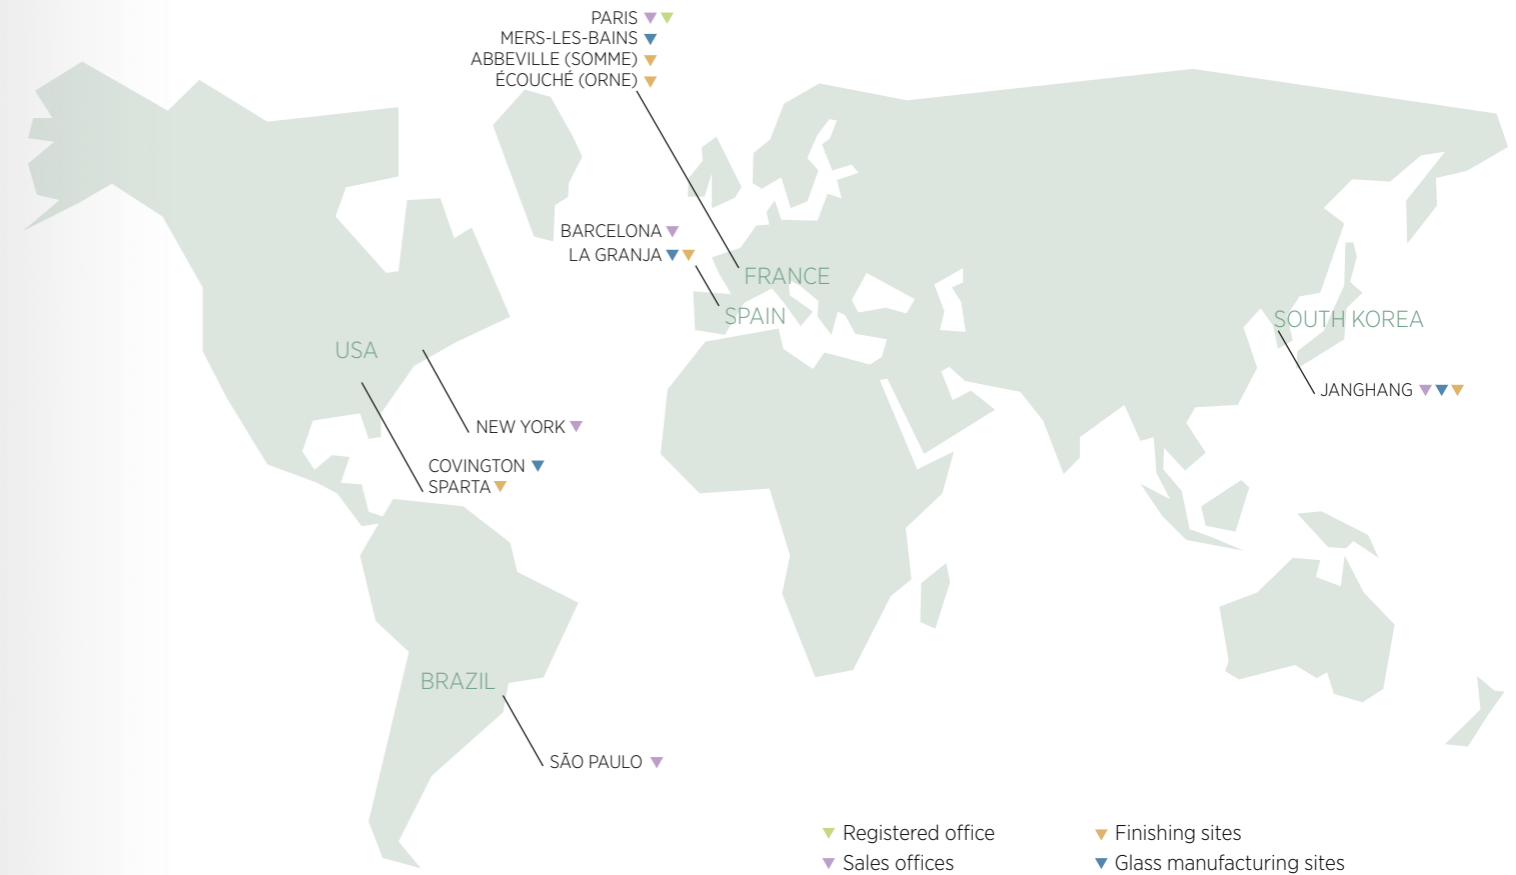 PARIS
MERS-LES-BAINS
ABBEVILLE (SOMME)
ÉCOUCHÉ (ORNE)
BARCELONA
LA GRANJA
FRANCE
SPAIN
SOUTH KOREA
USA
JANGHANG
NEW YORK
COVINGTON
SPARTA
BRAZIL
SÃO PAULO
Registered office
Sales offices
Finishing sites
Glass manufacturing sites